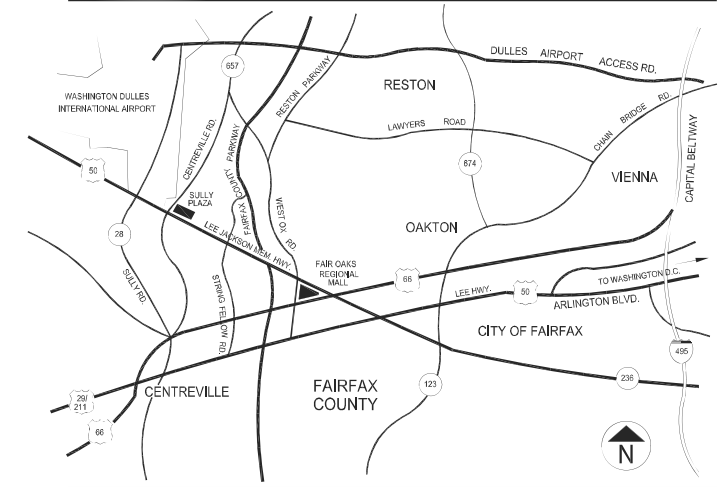 DULLES AIRPORT ACCESS RD.
657
RESTON PARKWAY
RESTON
WASHINGTON DULLES
INTERNATIONAL AIRPORT
CENTREVILLE RD.
LAWYERS ROAD
CHAIN BRIDGE RD.
CAPITAL BELTWAY
FAIRFAX COUNTY PARKWAY
50
674
VIENNA
SULLY
PLAZA
WEST OX RD.
OAKTON
28
LEE JACKSON MEM. HWY.
SULLY RD.
FAIR OAKS
REGIONAL
MALL
66
STRING FELLOW RD.
LEE HWY.
50
TO WASHINGTON D.C.
ARLINGTON BLVD.
CITY OF FAIRFAX
495
CENTREVILLE
FAIRFAX
COUNTY
123
236
29/
211
66
N